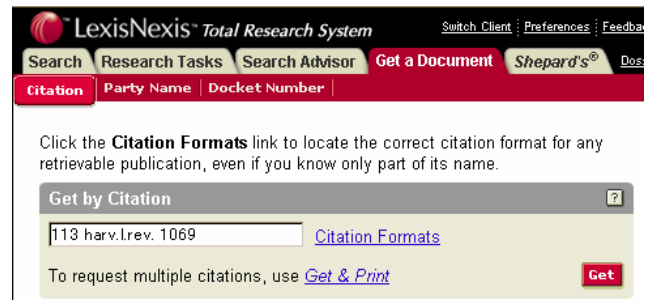 LexisNexis™ Total Research System Switch Client Preferences Feedba
Search Research Tasks Search Advisor Get a Document Shepard's® Dos
Citation Party Name Docket Number
Click the Citation Formats link to locate the correct citation format for any
retrievable publication, even if you know only part of its name.
Get by Citation ?
113 harv.l.rev. 1069 Citation Formats
To request multiple citations, use Get & Print Get